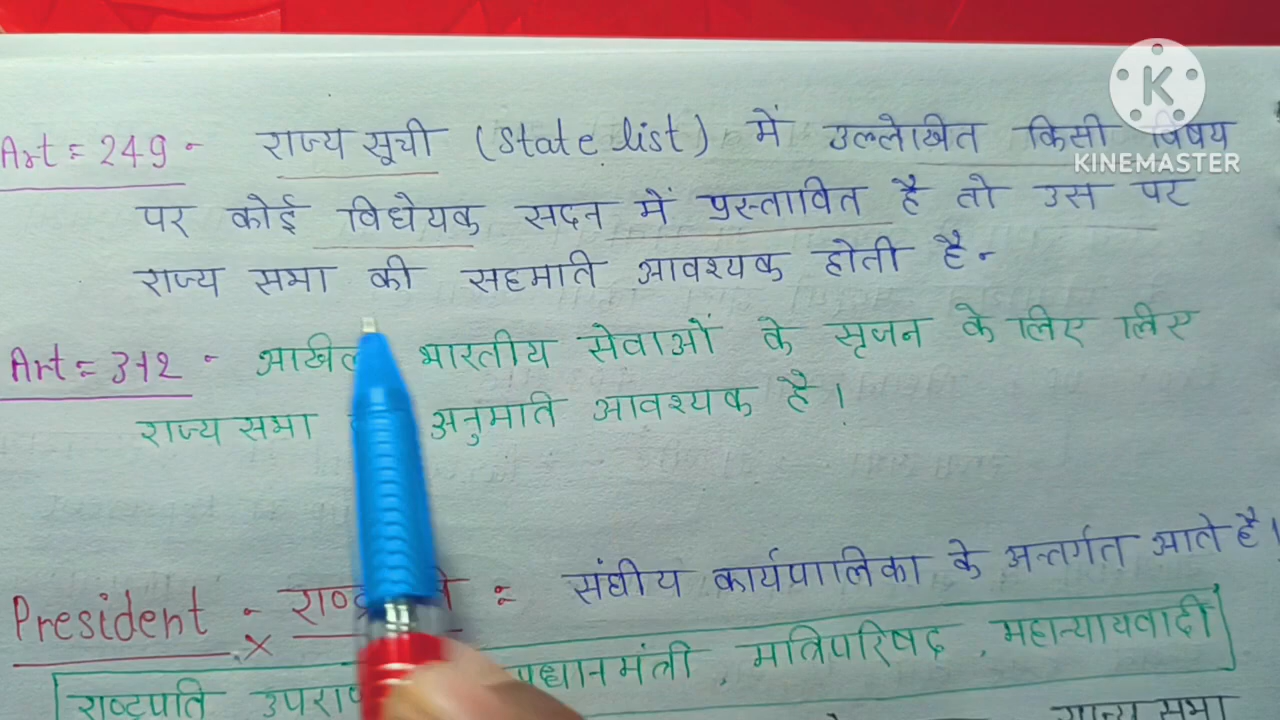 K
KINEMASTER
Art = 249 - राज्य सूची (State list) में उल्लेखित किसी विषय
पर कोई विधेयक सदन में प्रस्तावित है तो उस पर
राज्य सभा की सहमति आवश्यक होती है -
Art = 312 - अखिल भारतीय सेवाओं के सृजन के लिए लिए
राज्य सभा अनुमति आवश्यक है।
President - = संघीय कार्यपालिका के अन्तर्गत आते है।
x
राष्ट्रपति प्रधानमंत्री, मंत्रिपरिषद, महान्यायवादी
राज्य सभा